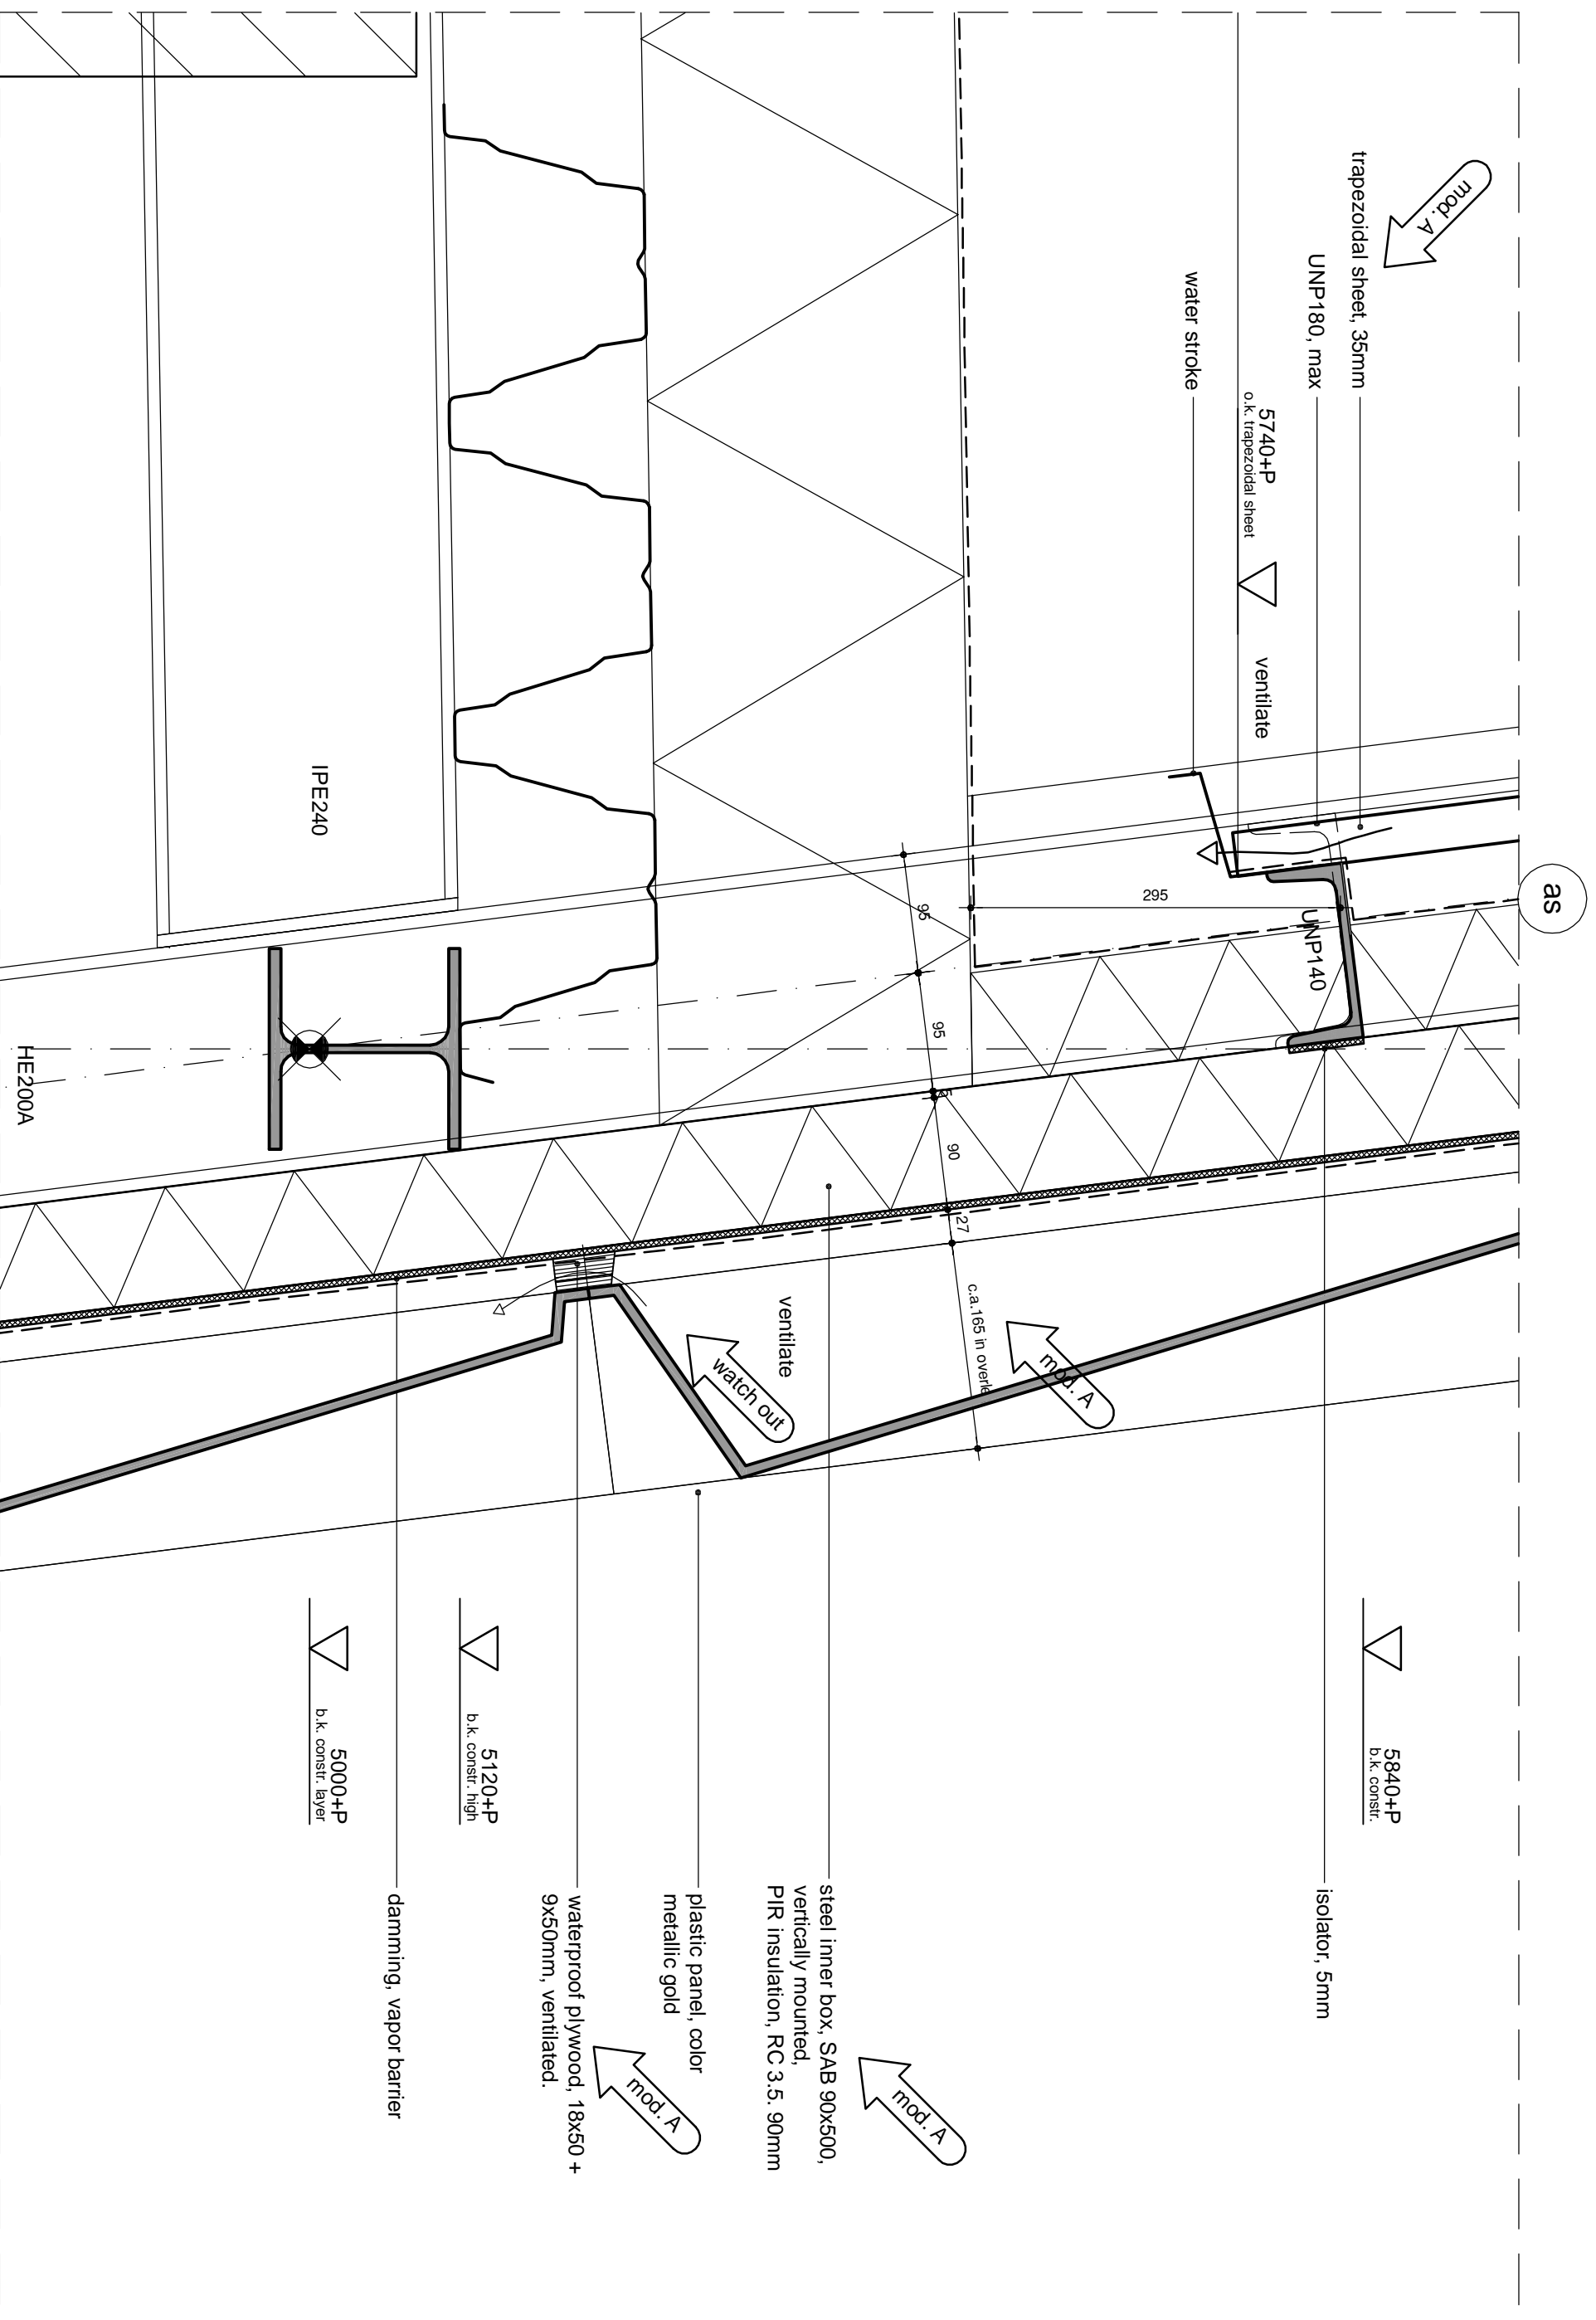 as
mod. A
trapezoidal sheet, 35mm
UNP180, max
5740+P
o.k. trapezoidal sheet
ventilate
water stroke
295
UNP140
95
95
5
90
27
c.a.165 in overle
mod. A
ventilate
watch out
IPE240
HE200A
5840+P
b.k. constr.
5120+P
b.k. constr. high
5000+P
b.k. constr. layer
isolator, 5mm
steel inner box, SAB 90x500,
vertically mounted,
PIR insulation, RC 3.5. 90mm
mod. A
plastic panel, color
metallic gold
waterproof plywood, 18x50 +
9x50mm, ventilated.
mod. A
damming, vapor barrier